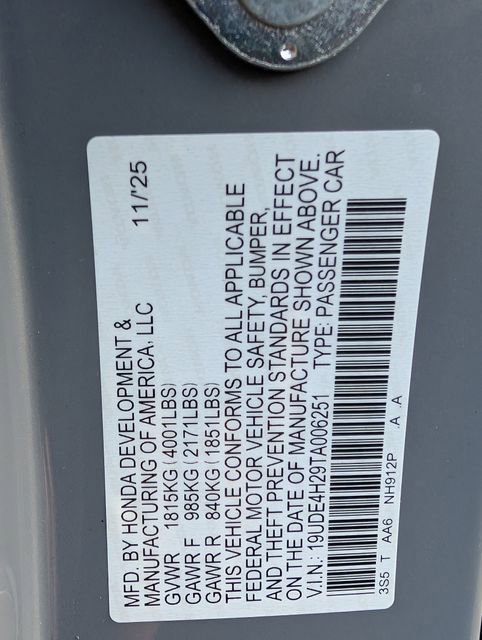 MFD. BY HONDA DEVELOPMENT &
MANUFACTURING OF AMERICA, LLC 11/'25
GVWR 1815KG (4001LBS)
GAWR F 985KG (2171LBS)
GAWR R 840KG (1851LBS)
THIS VEHICLE CONFORMS TO ALL APPLICABLE
FEDERAL MOTOR VEHICLE SAFETY, BUMPER,
AND THEFT PREVENTION STANDARDS IN EFFECT
ON THE DATE OF MANUFACTURE SHOWN ABOVE.
V.I.N.: 19UDE4H29TA006251 TYPE: PASSENGER CAR
3S5 T AA6 NH912P .A .A